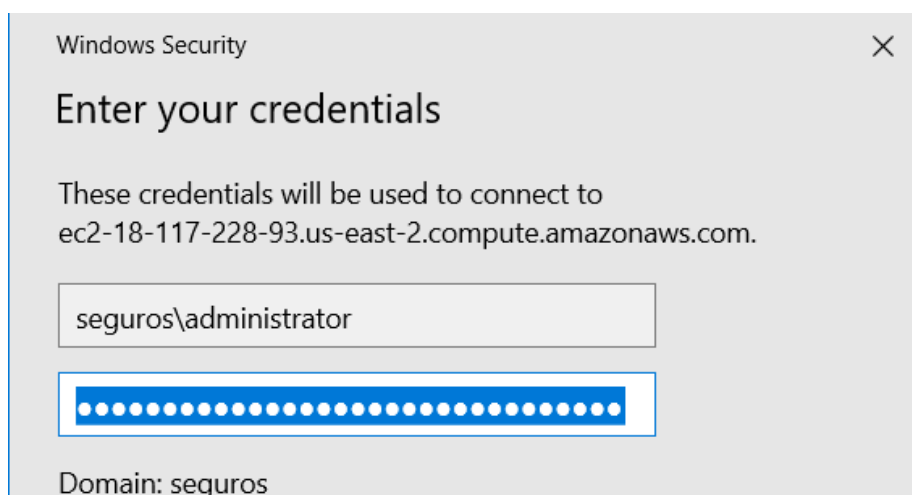 Windows Security
Enter your credentials
These credentials will be used to connect to
ec2-18-117-228-93.us-east-2.compute.amazonaws.com.
seguros\administrator
Domain: seguros